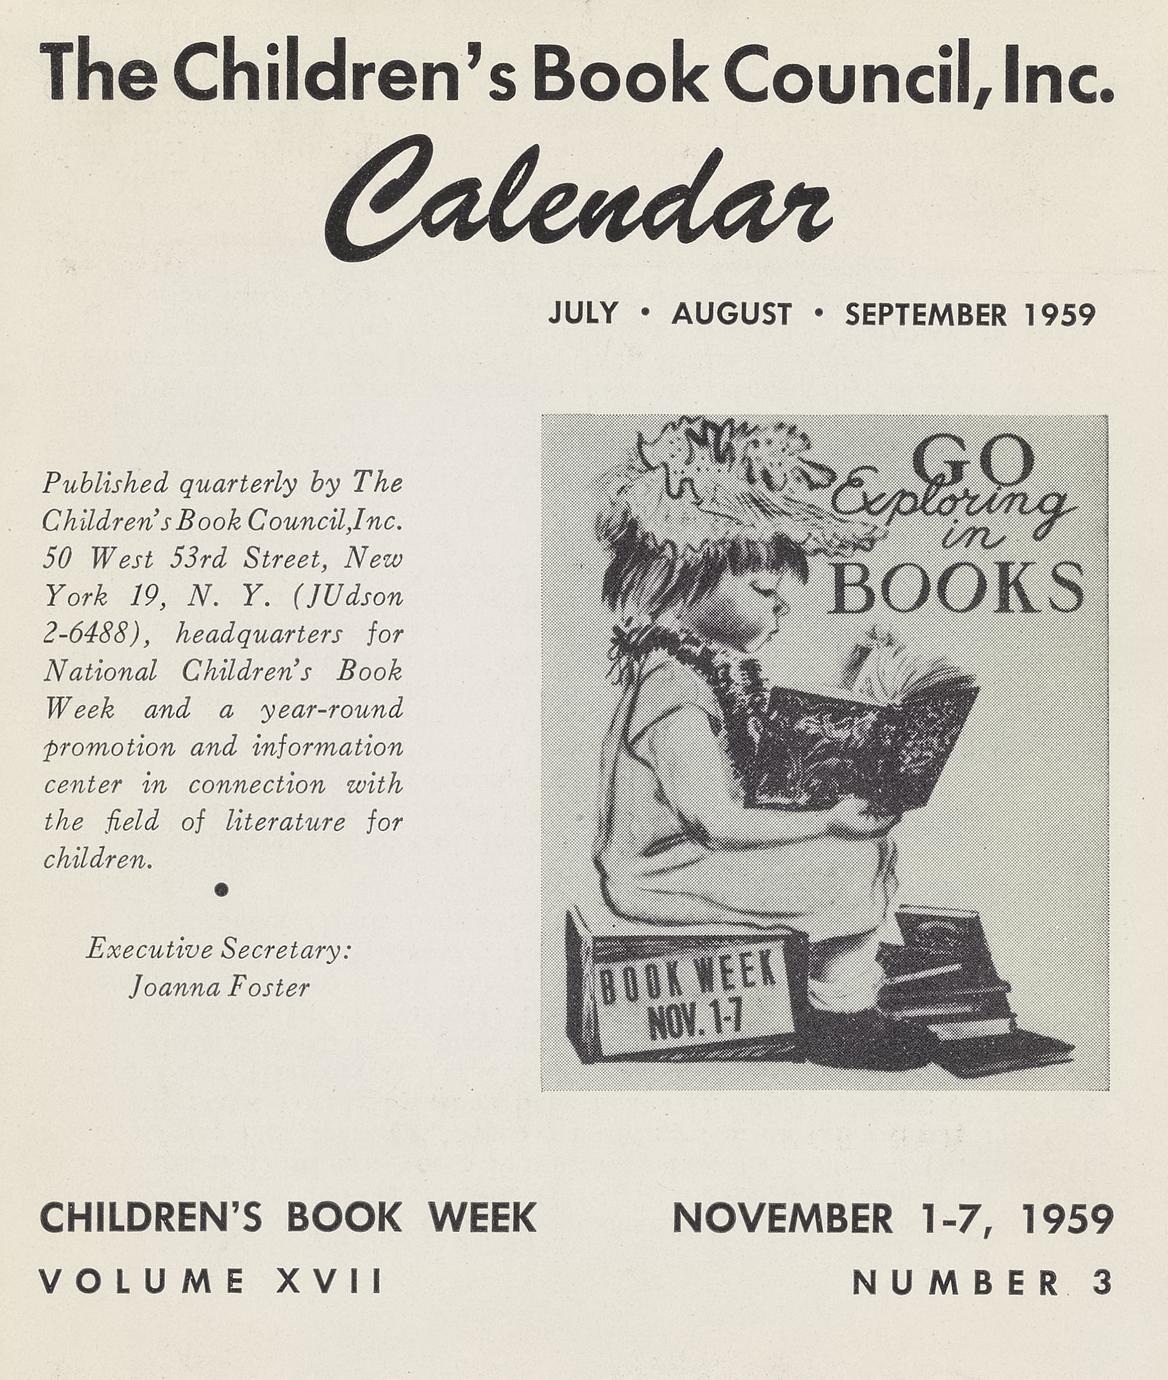 The Children's Book Council, Inc.
Calendar
JULY • AUGUST • SEPTEMBER 1959
Published quarterly by The
Children's Book Council, Inc.
50 West 53rd Street, New
York 19, N. Y. (JUdson
2-6488), headquarters for
National Children's Book
Week and a year-round
promotion and information
center in connection with
the field of literature for
children.
•
Executive Secretary:
Joanna Foster
GO
Exploring
in
BOOKS
BOOK WEEK
NOV. 1-7
CHILDREN'S BOOK WEEK NOVEMBER 1-7, 1959
VOLUME XVII NUMBER 3